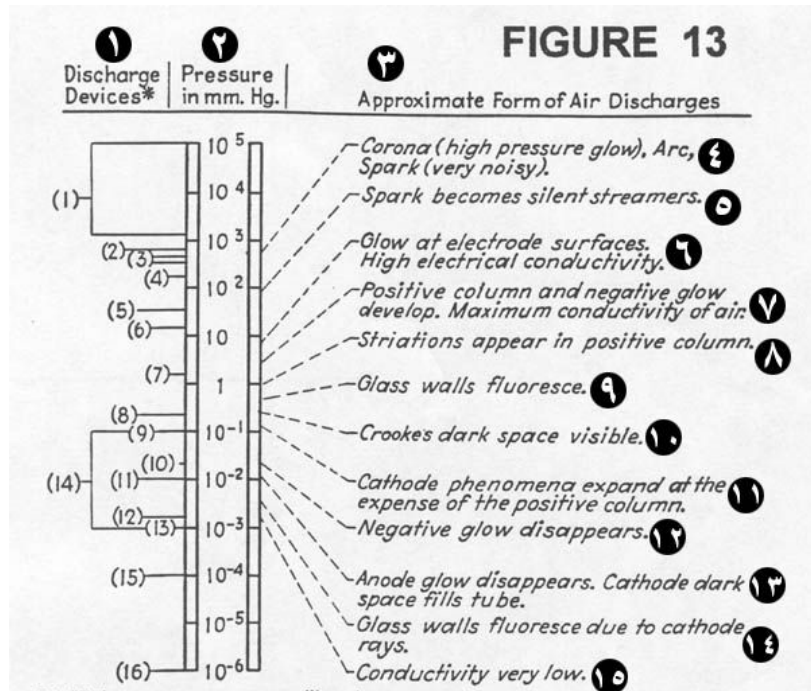 ١
٢
FIGURE 13
٣
Discharge Devices*
Pressure in mm. Hg.
Approximate Form of Air Discharges
10 5
Corona (high pressure glow), Arc,
Spark (very noisy).
٤
(1)
10 4
Spark becomes silent streamers.
٥
10 3
(2)
(3)
Glow at electrode surfaces.
High electrical conductivity.
٦
(4)
10 2
Positive column and negative glow
develop. Maximum conductivity of air.
٧
(5)
(6)
10
Striations appear in positive column.
٨
(7)
1
Glass walls fluoresce.
٩
(8)
(9)
10-1
Crooke's dark space visible.
١٠
(10)
(11)
10-2
(14)
Cathode phenomena expand at the
expense of the positive column.
١١
(12)
(13)
10-3
Negative glow disappears.
١٢
(15)
10-4
Anode glow disappears. Cathode dark
space fills tube.
١٣
10-5
Glass walls fluoresce due to cathode
rays.
١٤
(16)
10-6
Conductivity very low.
١٥